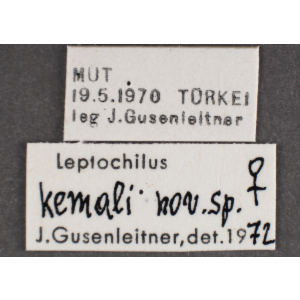 MUT.
19.5.1970 TÜRKEI
leg J.Gusenleitner
Leptochilus
kemali nov.sp. ♀
J.Gusenleitner,det.1972